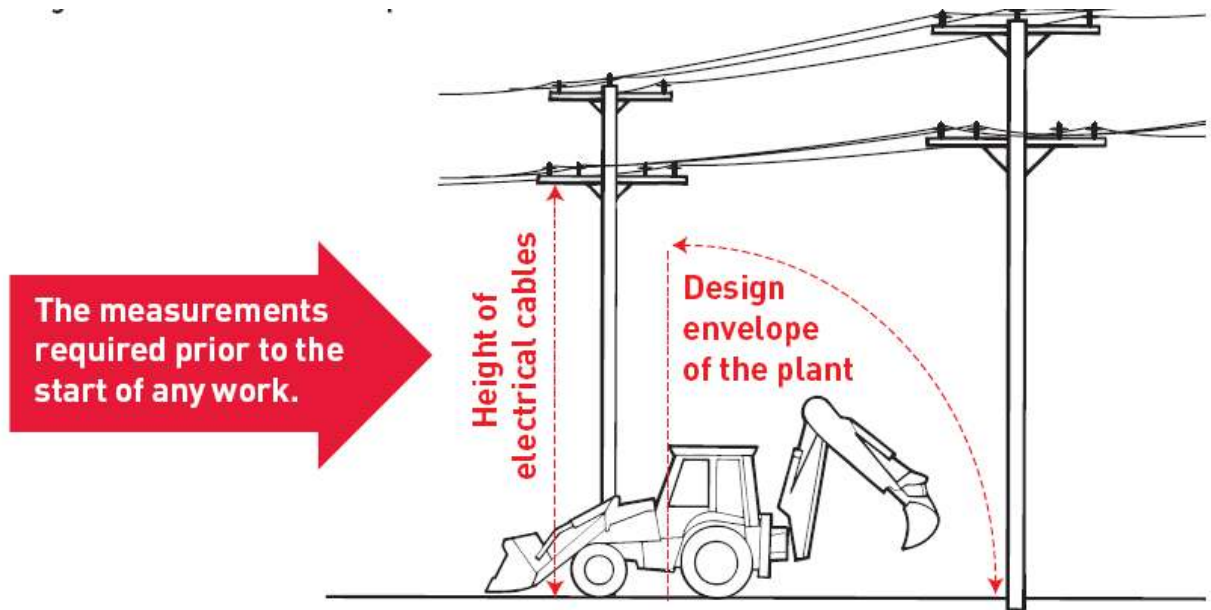 The measurements
required prior to the
start of any work.
Height of
electrical cables
Design
envelope
of the plant